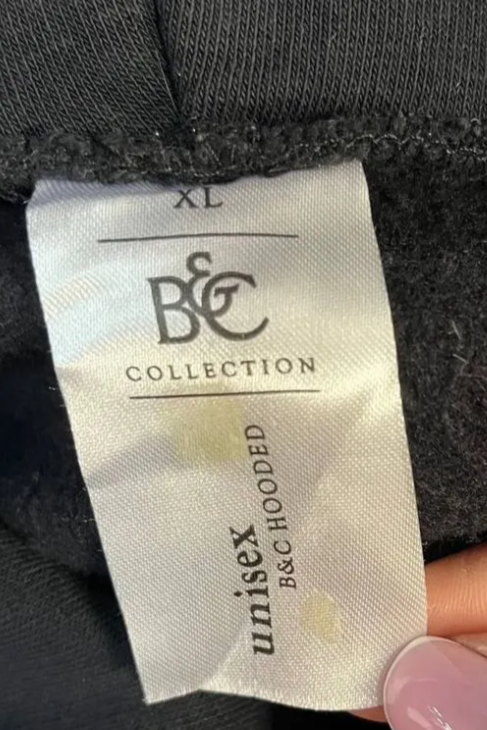 XL
B&C
COLLECTION
unisex
B&C HOODED